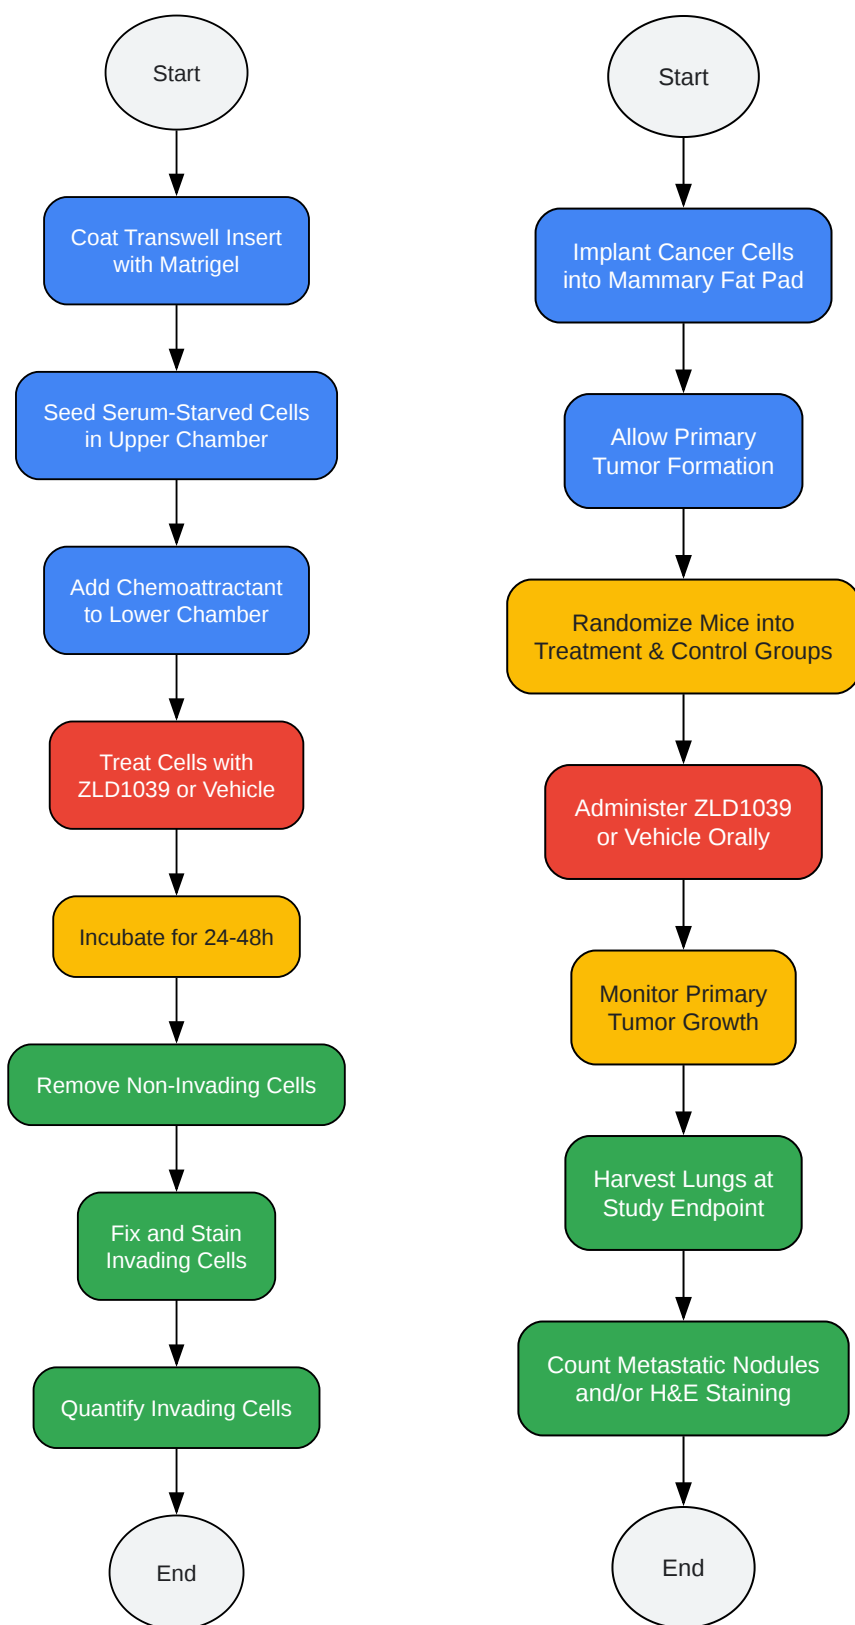 Start
Coat Transwell Insert
with Matrigel
Seed Serum-Starved Cells
in Upper Chamber
Add Chemoattractant
to Lower Chamber
Treat Cells with
ZLD1039 or Vehicle
Incubate for 24-48h
Remove Non-Invading Cells
Fix and Stain
Invading Cells
Quantify Invading Cells
End
Start
Implant Cancer Cells
into Mammary Fat Pad
Allow Primary
Tumor Formation
Randomize Mice into
Treatment & Control Groups
Administer ZLD1039
or Vehicle Orally
Monitor Primary
Tumor Growth
Harvest Lungs at
Study Endpoint
Count Metastatic Nodules
and/or H&E Staining
End